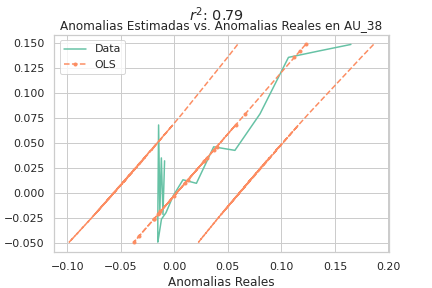 r²: 0.79
Anomalias Estimadas vs. Anomalias Reales en AU_38
0.150
0.125
0.100
0.075
0.050
0.025
0.000
−0.025
−0.050
Data
OLS
−0.10 −0.05 0.00 0.05 0.10 0.15 0.20
Anomalias Reales